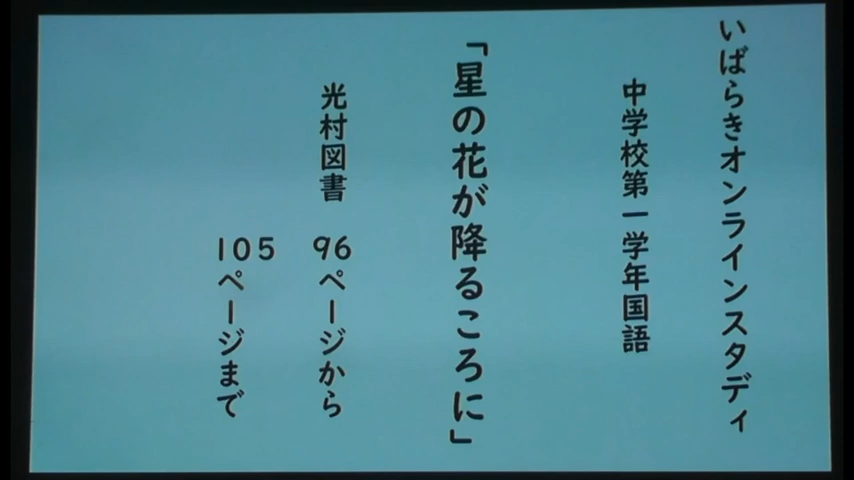 いばらきオンラインスタディ
中学校第一学年国語
「星の花が降るころに」
光村図書 96ページから
105ページまで